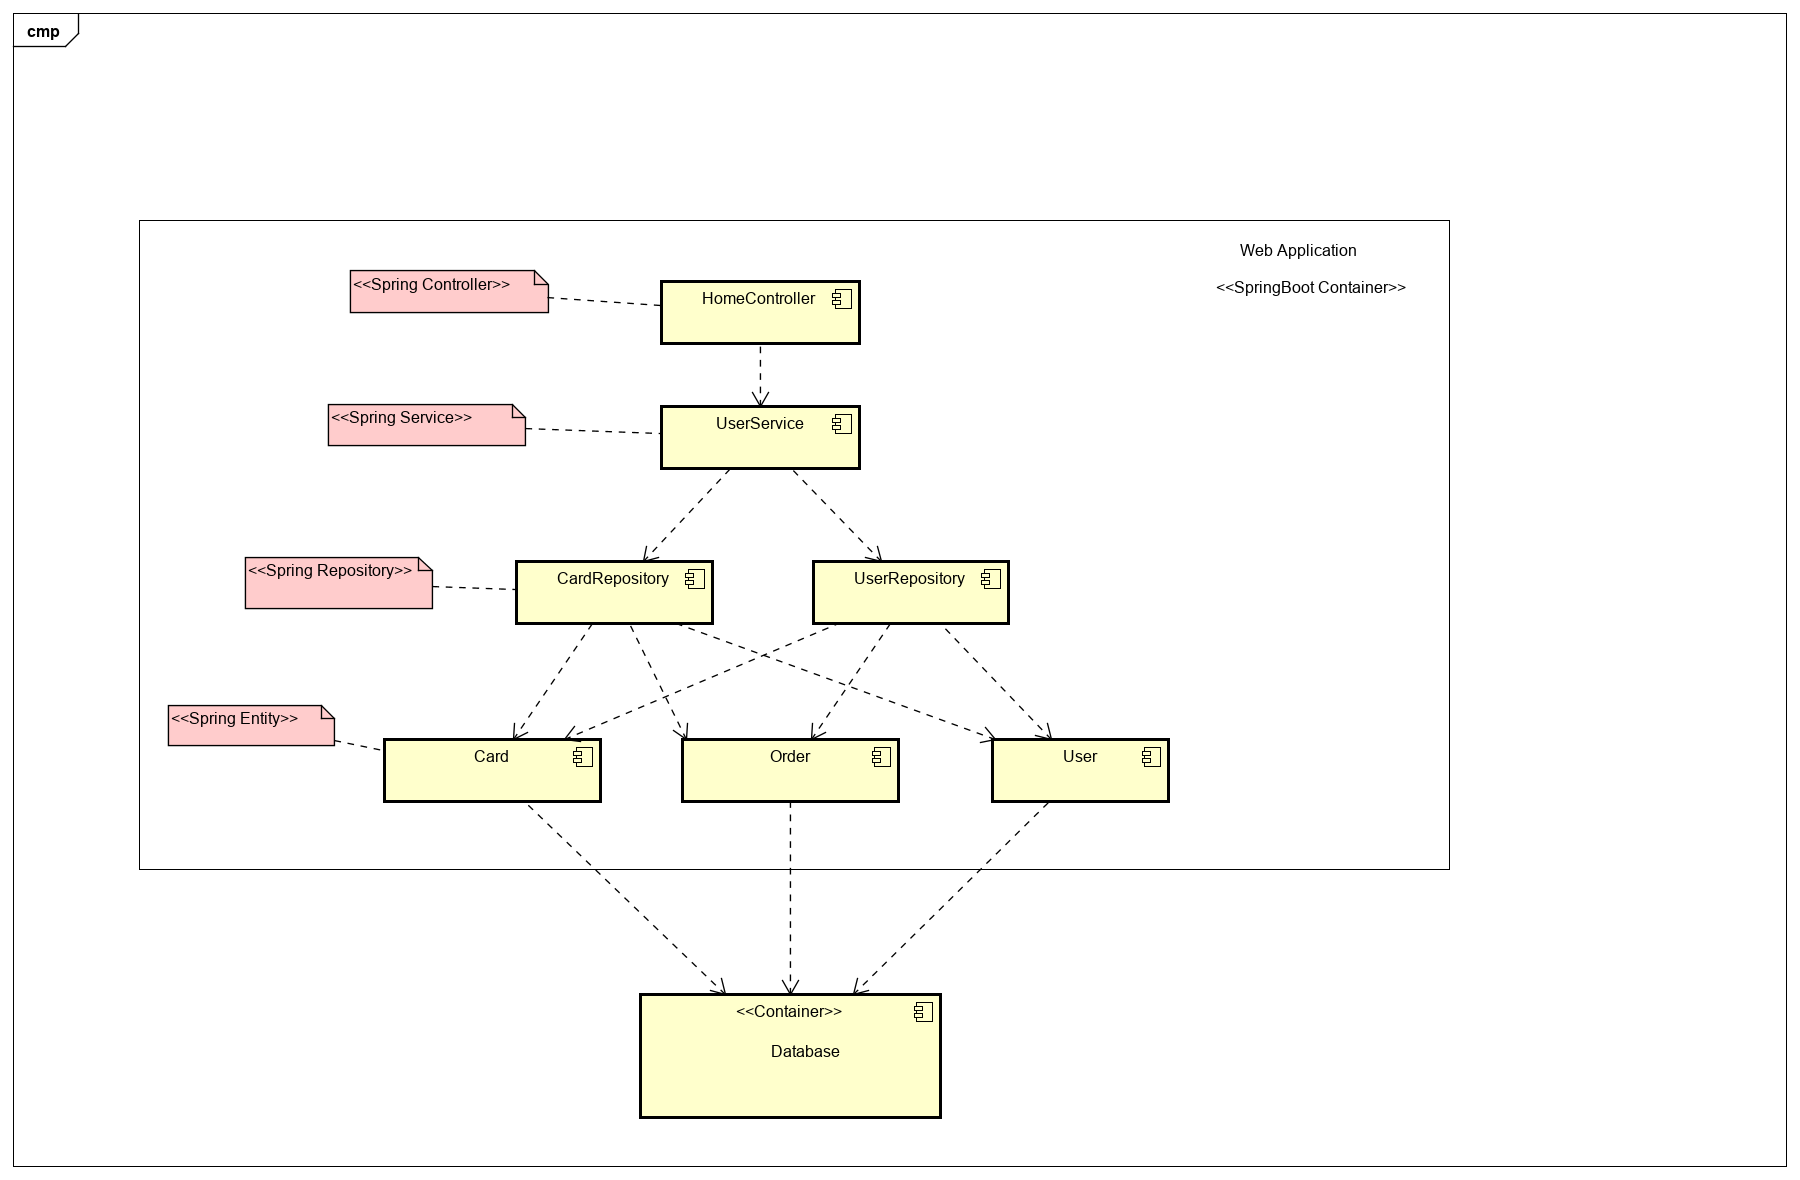 cmp
Web Application
<<SpringBoot Container>>
<<Spring Controller>>
HomeController
<<Spring Service>>
UserService
<<Spring Repository>>
CardRepository
UserRepository
<<Spring Entity>>
Card
Order
User
<<Container>>
Database